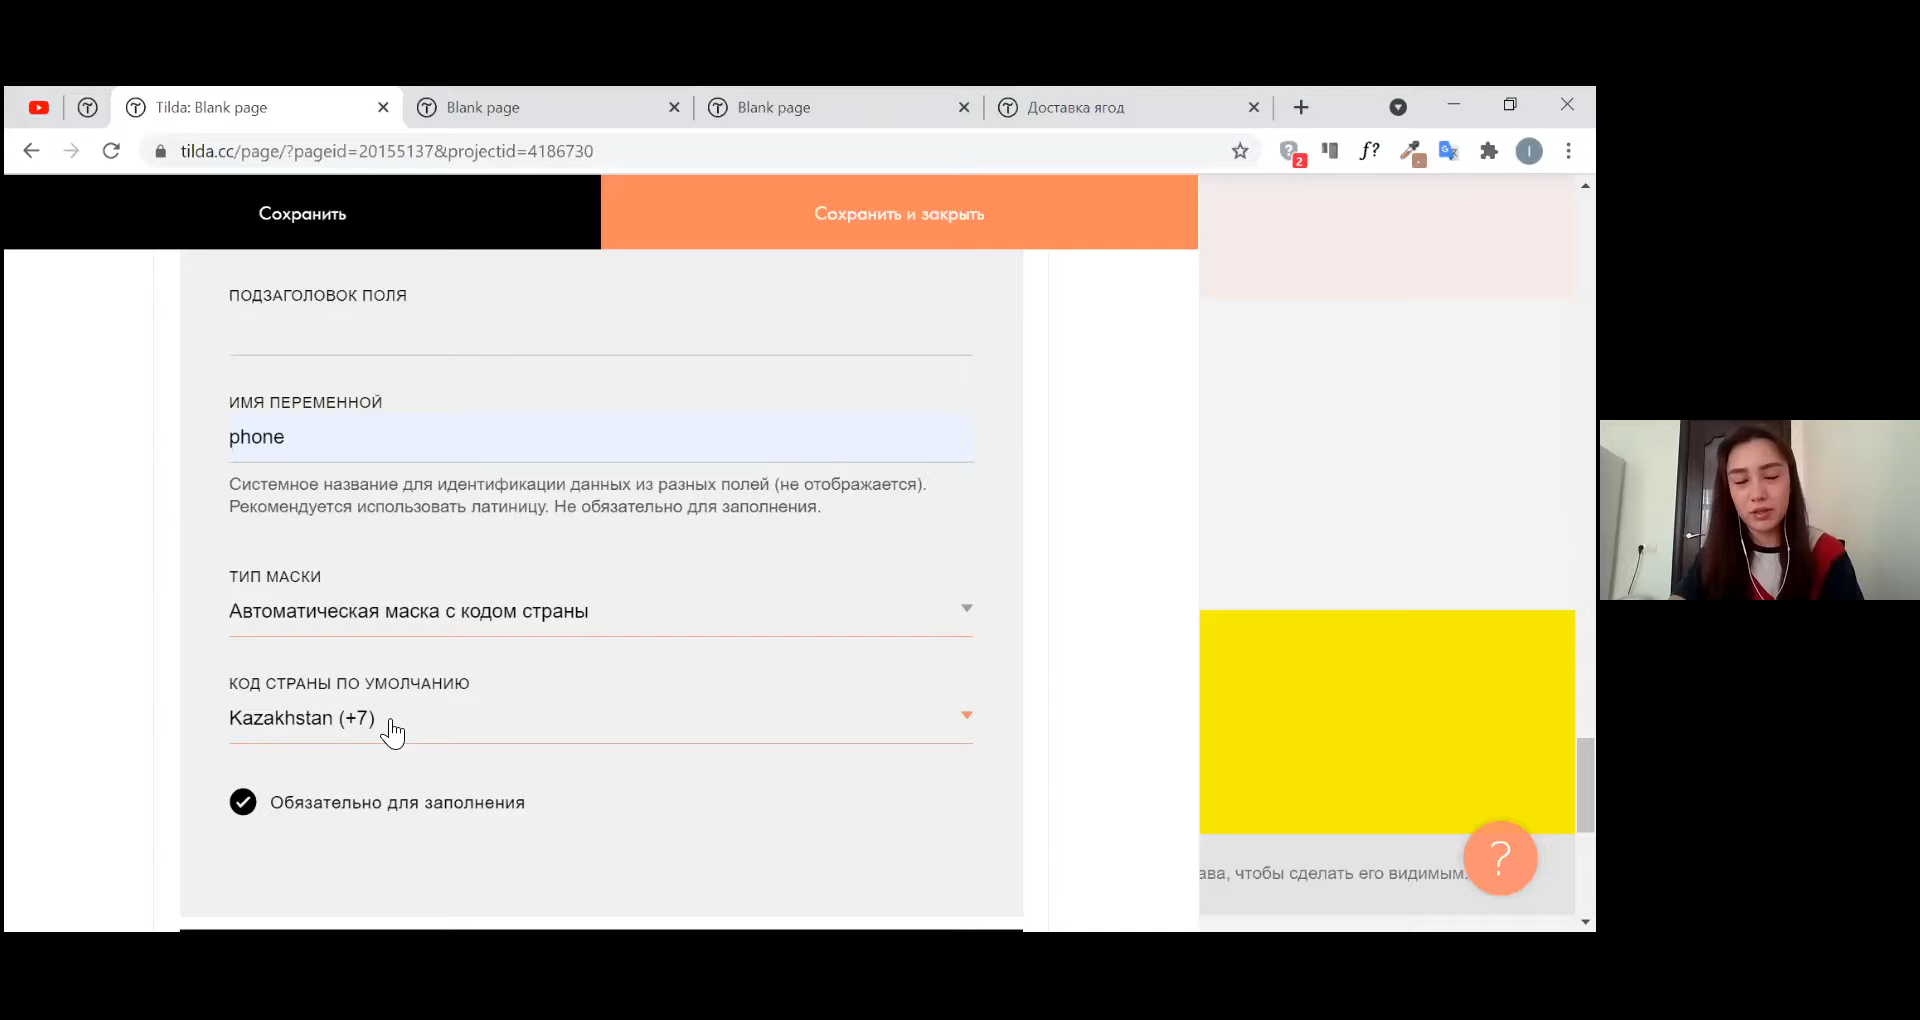 Tilda: Blank page
Blank page
Blank page
Доставка ягод
tilda.cc/page/?pageid=20155137&projectid=4186730
f?
2
I
Сохранить
Сохранить и закрыть
ПОДЗАГОЛОВОК ПОЛЯ
ИМЯ ПЕРЕМЕННОЙ
phone
Системное название для идентификации данных из разных полей (не отображается).
Рекомендуется использовать латиницу. Не обязательно для заполнения.
ТИП МАСКИ
Автоматическая маска с кодом страны
КОД СТРАНЫ ПО УМОЛЧАНИЮ
Kazakhstan (+7)
Обязательно для заполнения
ава, чтобы сделать его видимым.
?